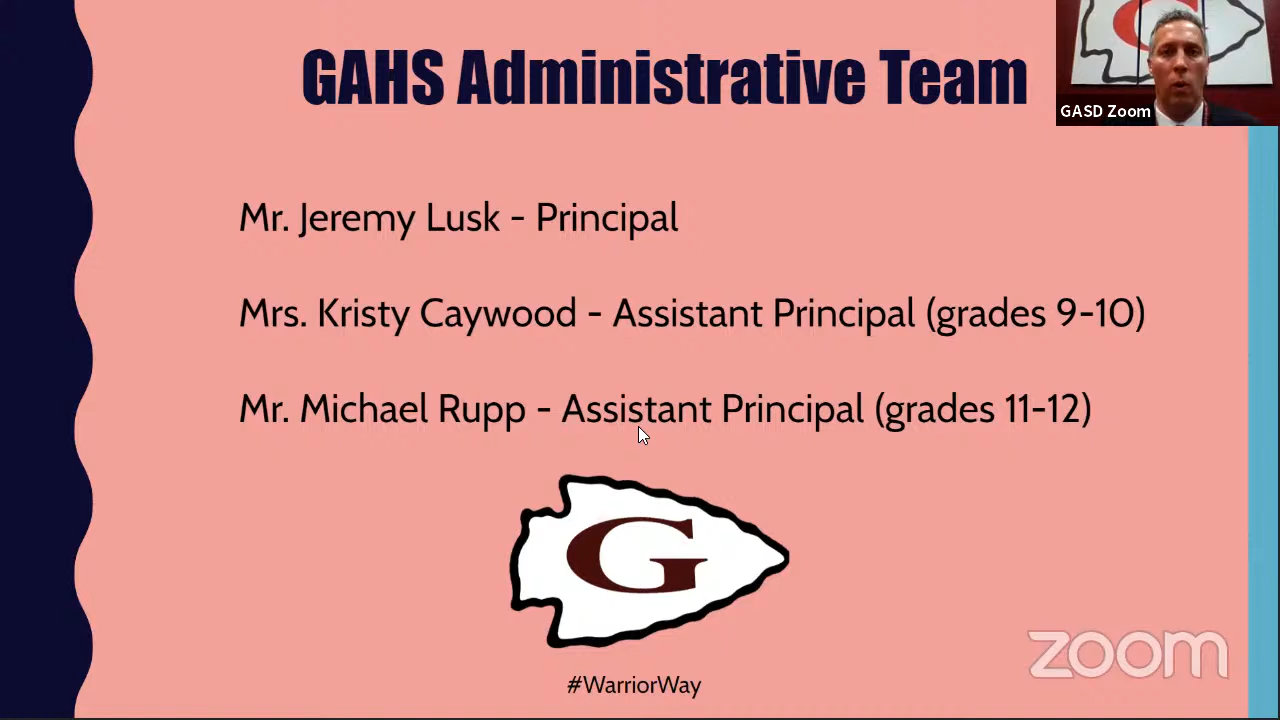 GAHS Administrative Team
GASD Zoom
Mr. Jeremy Lusk - Principal
Mrs. Kristy Caywood - Assistant Principal (grades 9-10)
Mr. Michael Rupp - Assistant Principal (grades 11-12)
G
zoom
#WarriorWay